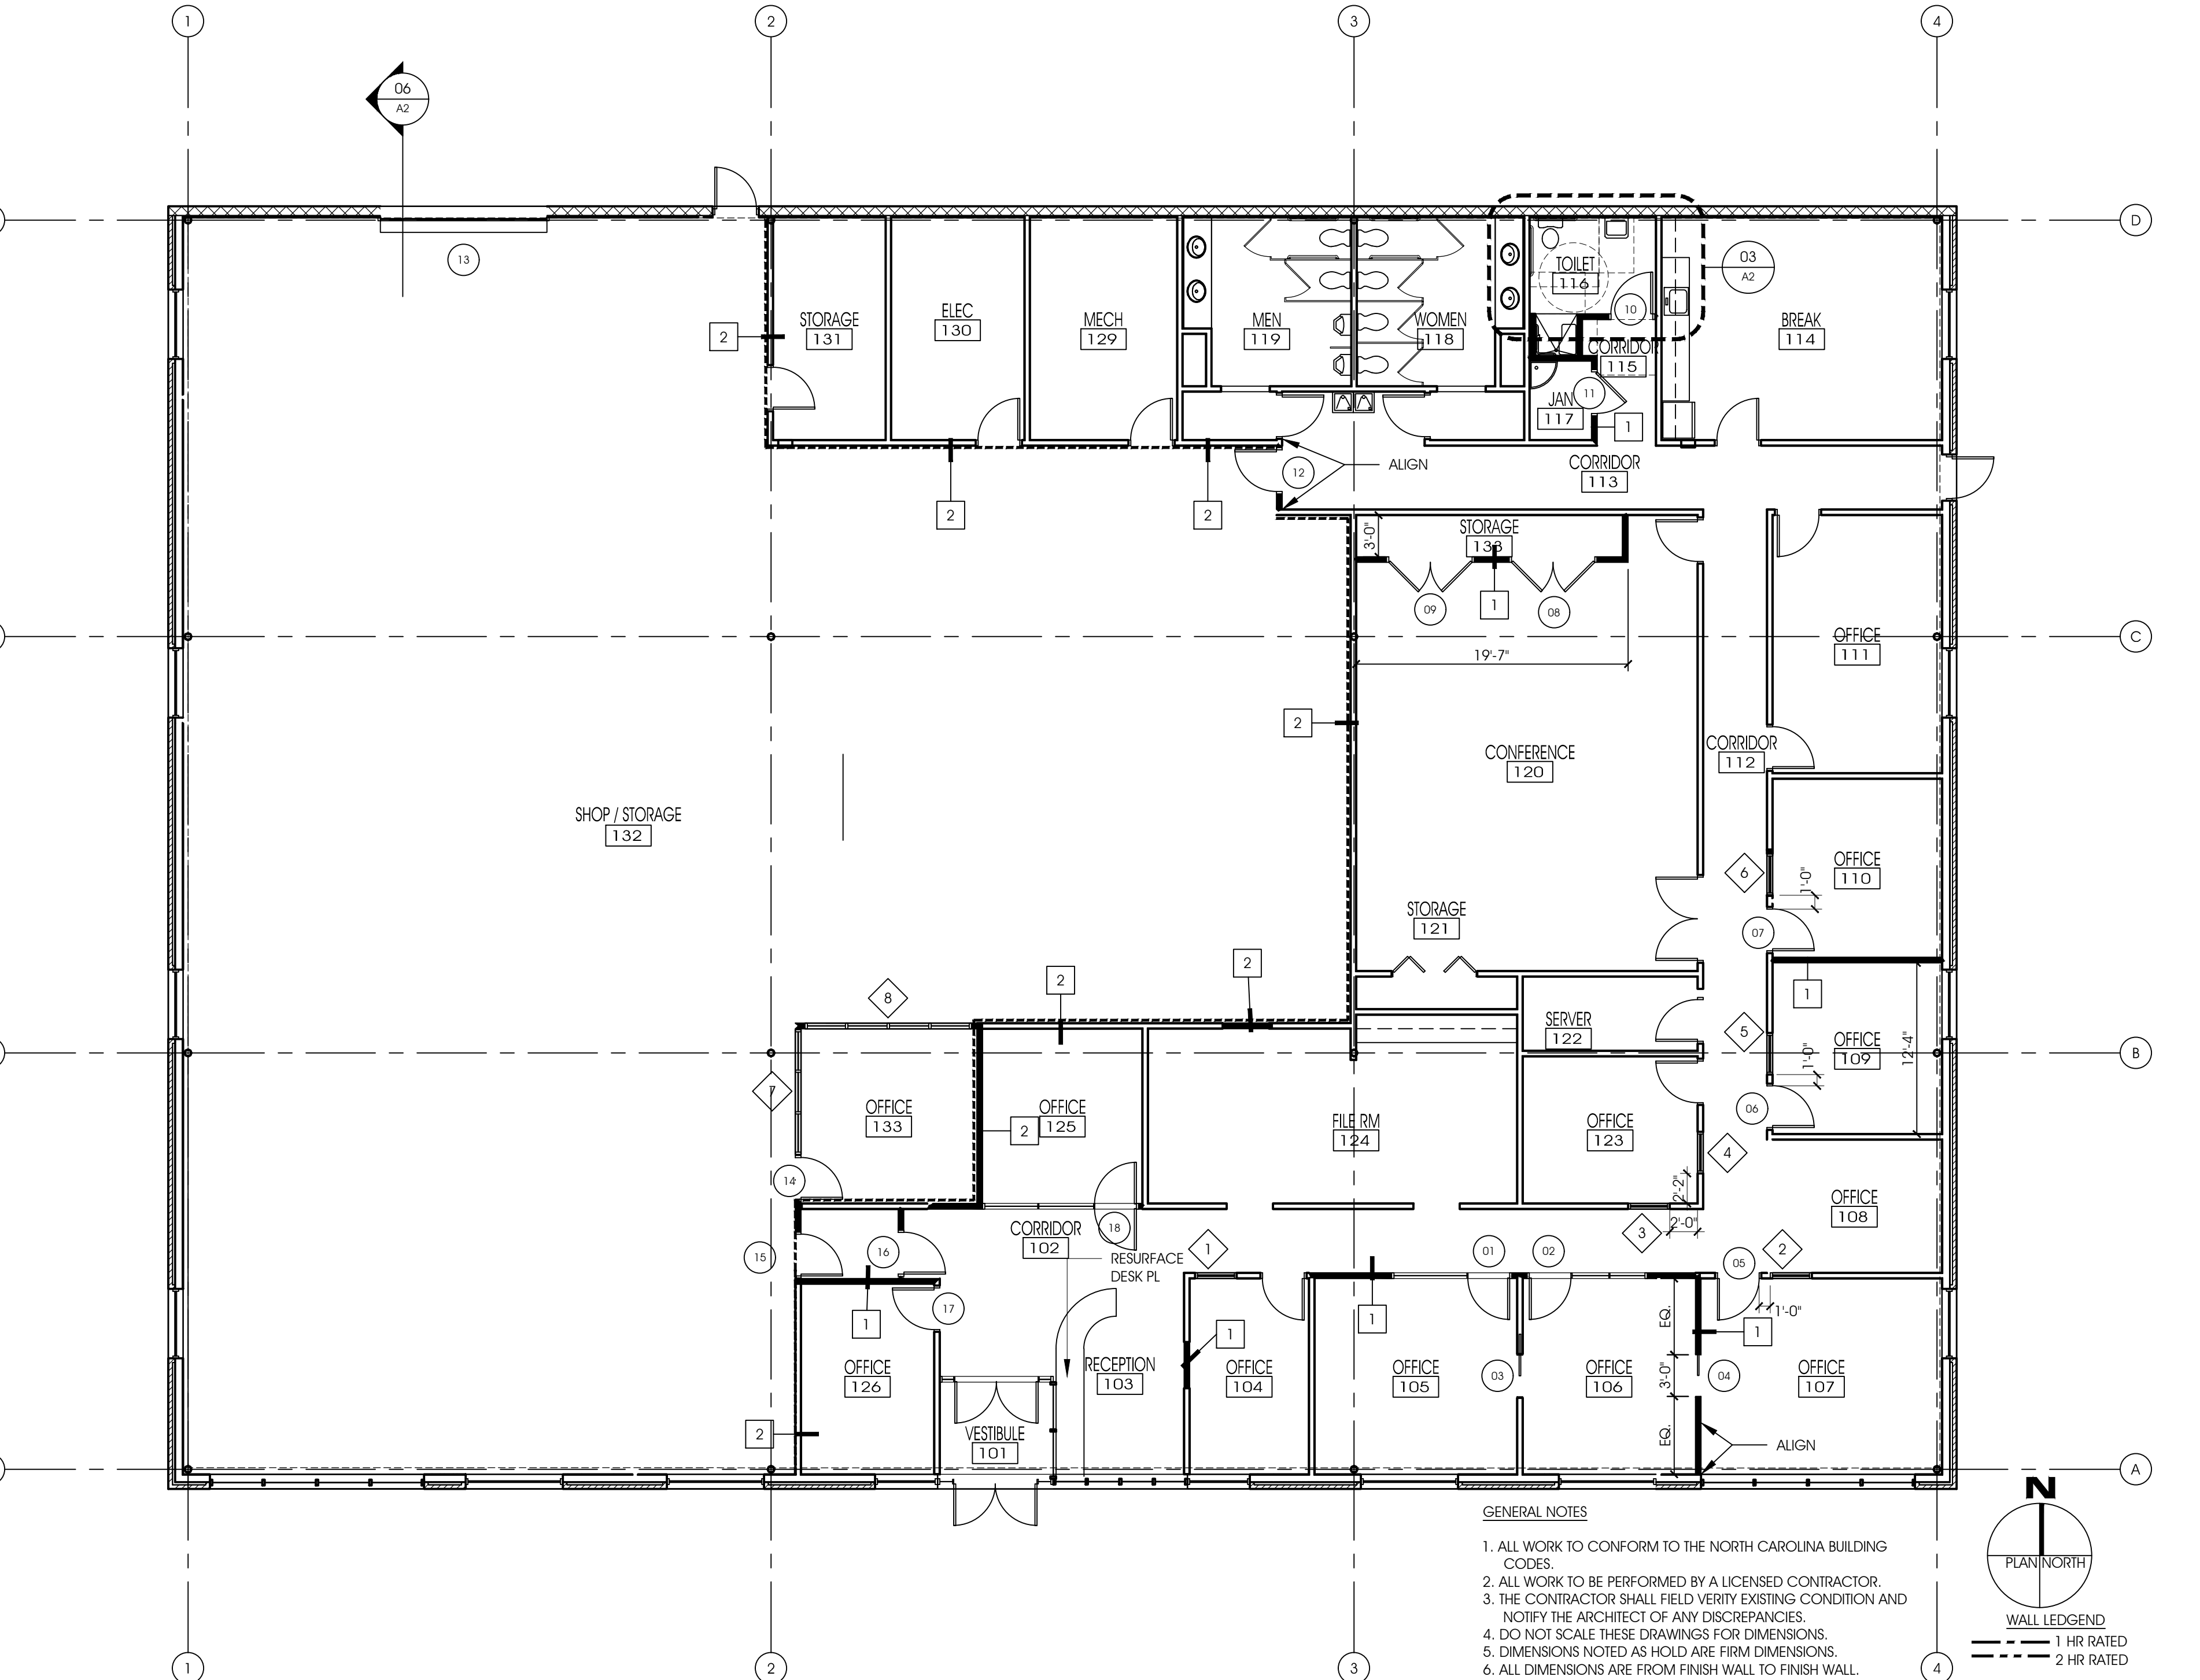 1 2 3 4
06
A2
D
13
03
A2
TOILET
116
10
STORAGE
131
ELEC
130
MECH
129
MEN
119
WOMEN
118
BREAK
114
2
CORRIDOR
115
JAN
117
11
1
12
ALIGN
CORRIDOR
113
2
2
STORAGE
133
3'-0"
09
1
08
C
19'-7"
OFFICE
111
2
CONFERENCE
120
CORRIDOR
112
SHOP / STORAGE
132
6
OFFICE
110
1'-0"
STORAGE
121
07
2
2
1
8
SERVER
122
5
OFFICE
109
1'-0"
12'-4"
B
7
OFFICE
133
OFFICE
125
2
FILE RM
124
OFFICE
123
06
4
14
2'-2"
OFFICE
108
CORRIDOR
102
18
2'-0"
3
15
16
RESURFACE
DESK PL
1
01
02
05
2
17
1
1
1
EQ.
1'-0"
1
OFFICE
126
RECEPTION
103
OFFICE
104
OFFICE
105
03
OFFICE
106
3'-0"
04
OFFICE
107
2
VESTIBULE
101
EQ.
ALIGN
A
N
PLAN NORTH
GENERAL NOTES
1. ALL WORK TO CONFORM TO THE NORTH CAROLINA BUILDING
CODES.
2. ALL WORK TO BE PERFORMED BY A LICENSED CONTRACTOR.
3. THE CONTRACTOR SHALL FIELD VERITY EXISTING CONDITION AND
NOTIFY THE ARCHITECT OF ANY DISCREPANCIES.
4. DO NOT SCALE THESE DRAWINGS FOR DIMENSIONS.
5. DIMENSIONS NOTED AS HOLD ARE FIRM DIMENSIONS.
6. ALL DIMENSIONS ARE FROM FINISH WALL TO FINISH WALL.
WALL LEDGEND
1 HR RATED
2 HR RATED
1 2 3 4